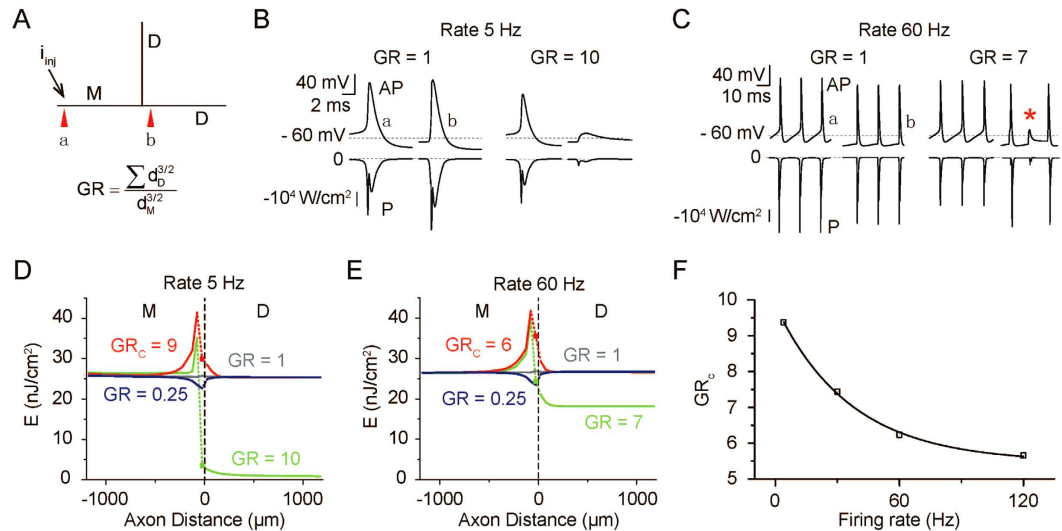 A
i_inj
M
D
D
a
b
GR = ∑ d_D^3/2 / d_M^3/2
B
Rate 5 Hz
GR = 1
GR = 10
40 mV
2 ms
AP
a
b
- 60 mV
0
-10^4 W/cm^2
P
C
Rate 60 Hz
GR = 1
GR = 7
40 mV
10 ms
AP
a
b
*
- 60 mV
0
-10^4 W/cm^2
P
D
Rate 5 Hz
M
D
GR_C = 9
GR = 1
GR = 0.25
GR = 10
E (nJ/cm^2)
40
30
20
10
0
-1000
0
1000
Axon Distance (μm)
E
Rate 60 Hz
M
D
GR_C = 6
GR = 1
GR = 0.25
GR = 7
E (nJ/cm^2)
40
30
20
10
0
-1000
0
1000
Axon Distance (μm)
F
GR_c
10
9
8
7
6
5
0
60
120
Firing rate (Hz)